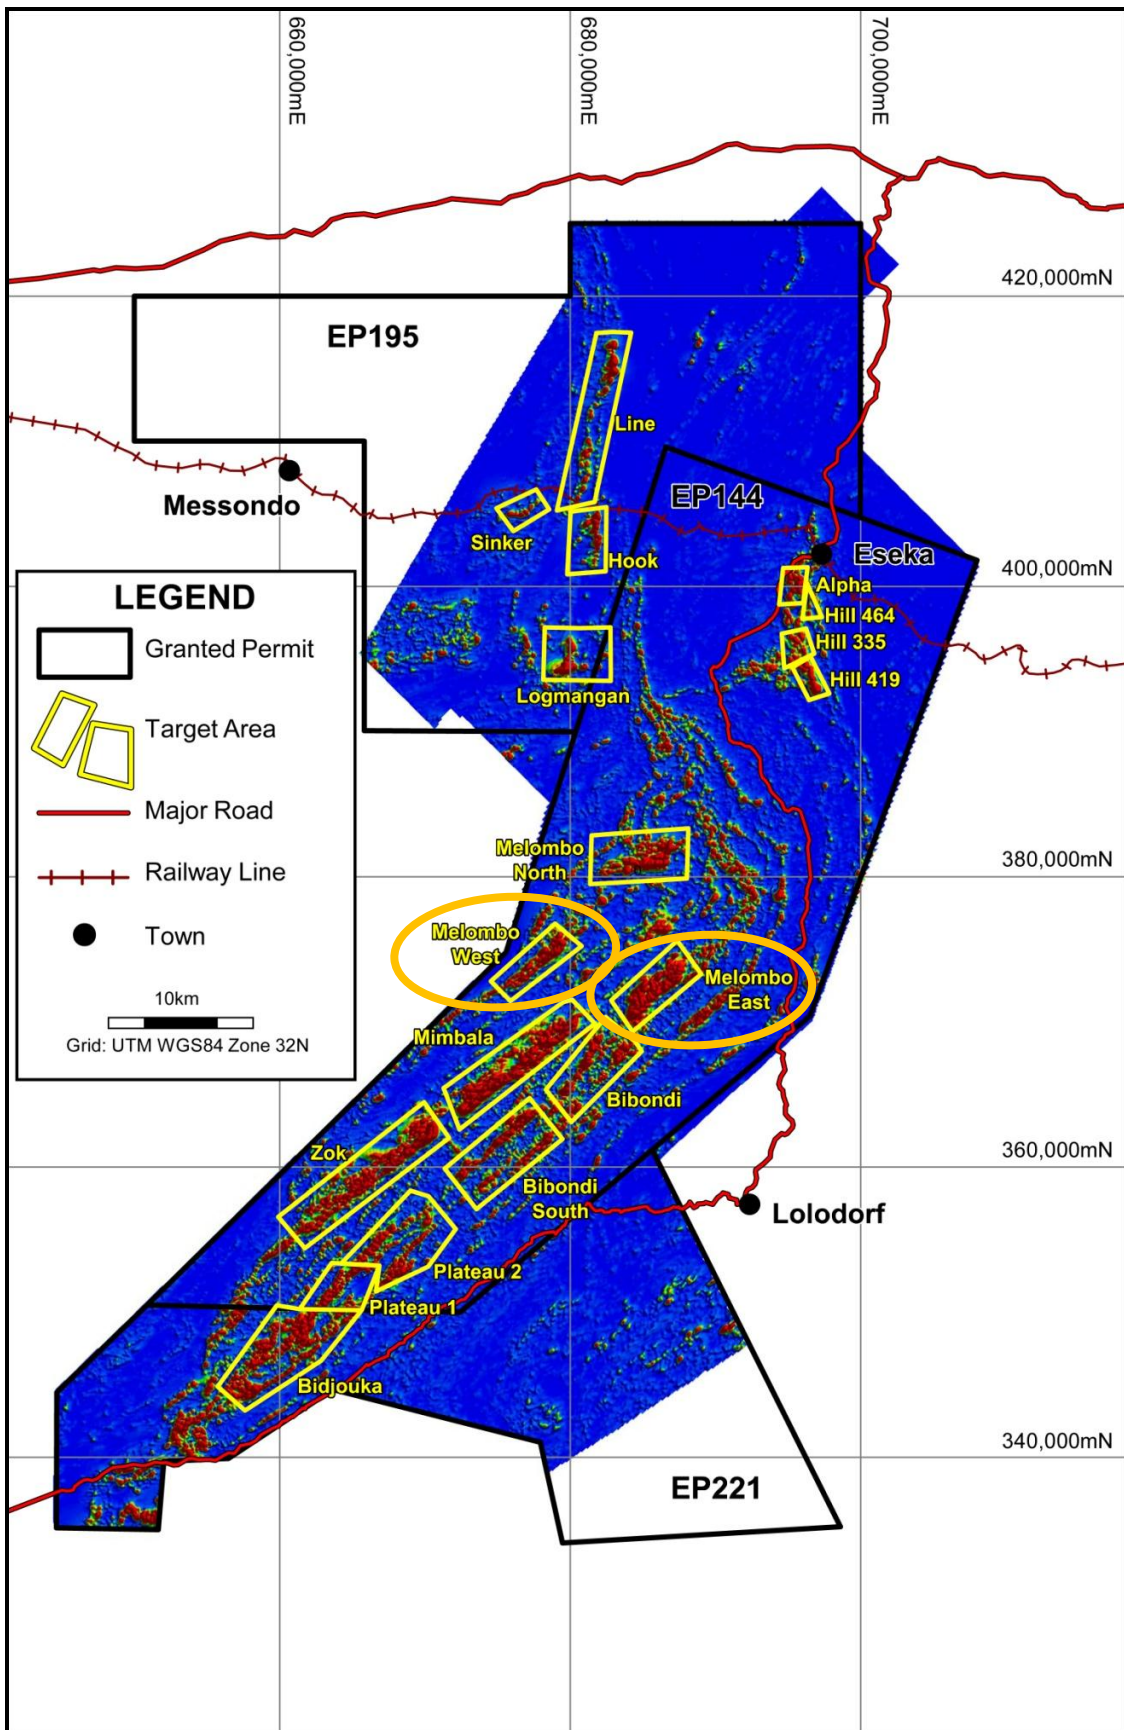 660,000mE
680,000mE
700,000mE
420,000mN
EP195
Line
Messondo
EP144
Sinker
Hook
Eseka
400,000mN
Alpha
Hill 464
Hill 335
Hill 419
Logmangan
LEGEND
Granted Permit
Target Area
Major Road
Railway Line
Town
10km
Grid: UTM WGS84 Zone 32N
Melombo
North
380,000mN
Melombo
West
Melombo
East
Mimbala
Bibondi
Zok
360,000mN
Bibondi
South
Lolodorf
Plateau 2
Plateau 1
Bidjouka
340,000mN
EP221